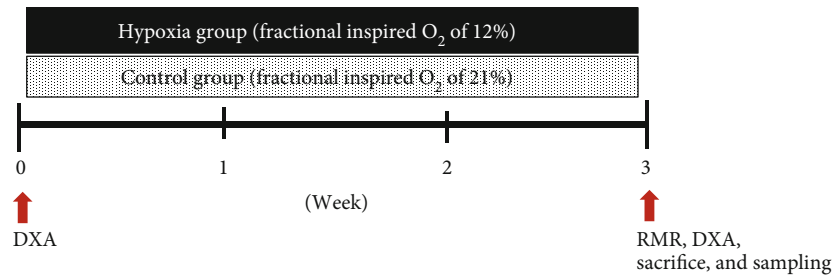 Hypoxia group (fractional inspired O₂ of 12%)
Control group (fractional inspired O₂ of 21%)
0 1 2 3
(Week)
DXA
RMR, DXA,
sacrifice, and sampling